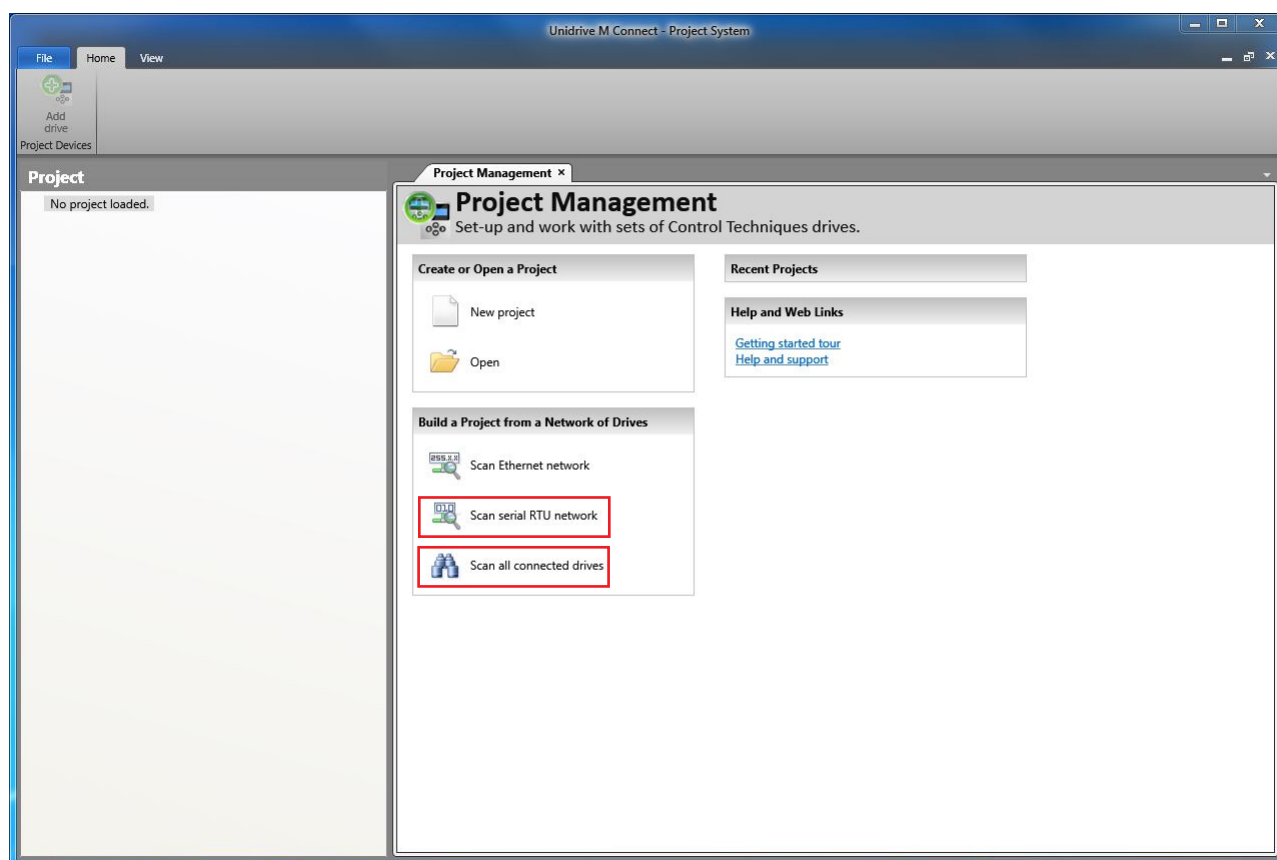 Unidrive M Connect - Project System
File Home View
Add
drive
Project Devices
Project
No project loaded.
Project Management ×
Project Management
Set-up and work with sets of Control Techniques drives.
Create or Open a Project
New project
Open
Build a Project from a Network of Drives
255.X.X
Scan Ethernet network
010
Scan serial RTU network
Scan all connected drives
Recent Projects
Help and Web Links
Getting started tour
Help and support